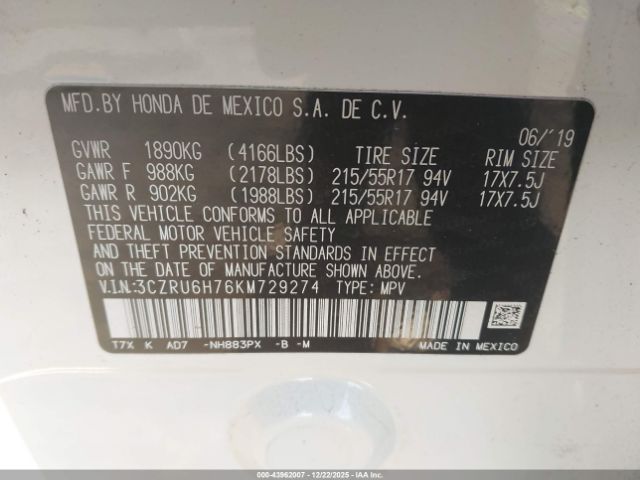 MFD.BY HONDA DE MEXICO S.A. DE C.V.
06/'19
GVWR 1890KG (4166LBS) TIRE SIZE RIM SIZE
GAWR F 988KG (2178LBS) 215/55R17 94V 17X7.5J
GAWR R 902KG (1988LBS) 215/55R17 94V 17X7.5J
THIS VEHICLE CONFORMS TO ALL APPLICABLE
FEDERAL MOTOR VEHICLE SAFETY
AND THEFT PREVENTION STANDARDS IN EFFECT
ON THE DATE OF MANUFACTURE SHOWN ABOVE.
V.I.N.:3CZRU6H76KM729274 TYPE: MPV
T7X K AD7 -NH883PX -B -M
MADE IN MEXICO
000-43962007 - 12/22/2025 - IAAI.COM